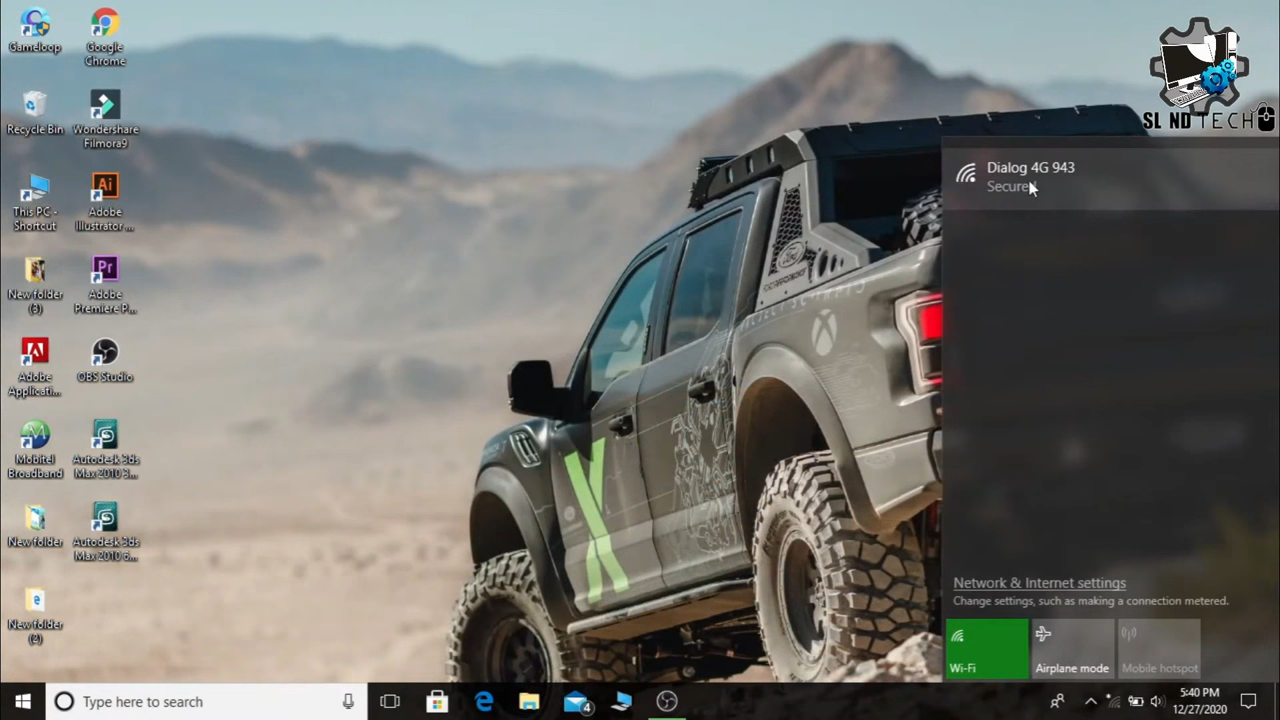 Gameloop
Google
Chrome
Recycle Bin
Wondershare
Filmora9
This PC -
Shortcut
Adobe
Illustrator ...
New folder
(3)
Adobe
Premiere P...
Adobe
Applicati...
OBS Studio
Mobitel
Broadband
Autodesk 3ds
Max 2010 3...
New folder
Autodesk 3ds
Max 2010 6...
New folder
(2)
SL ND TECH
Dialog 4G 943
Secure
Ford
X
Network & Internet settings
Change settings, such as making a connection metered.
Wi-Fi
Airplane mode
Mobile hotspot
Type here to search
4
5:40 PM
12/27/2020